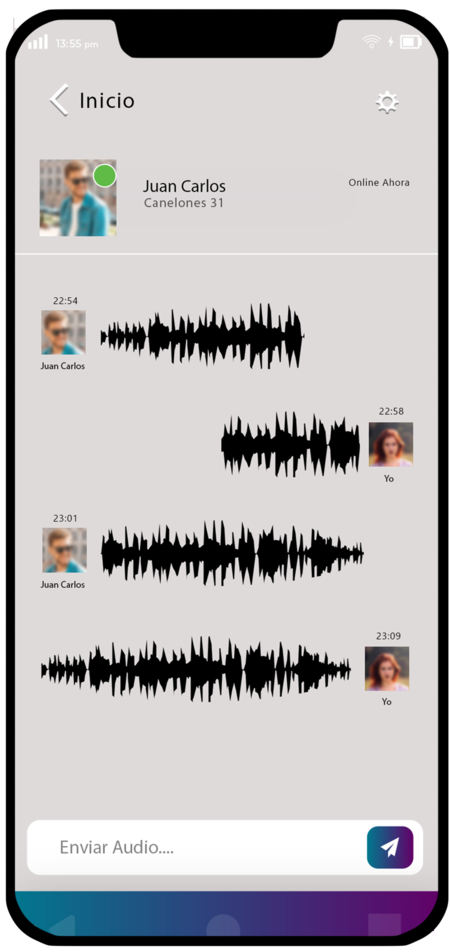 13:55 pm
Inicio
Juan Carlos
Canelones 31
Online Ahora
22:54
Juan Carlos
22:58
Yo
23:01
Juan Carlos
23:09
Yo
Enviar Audio....